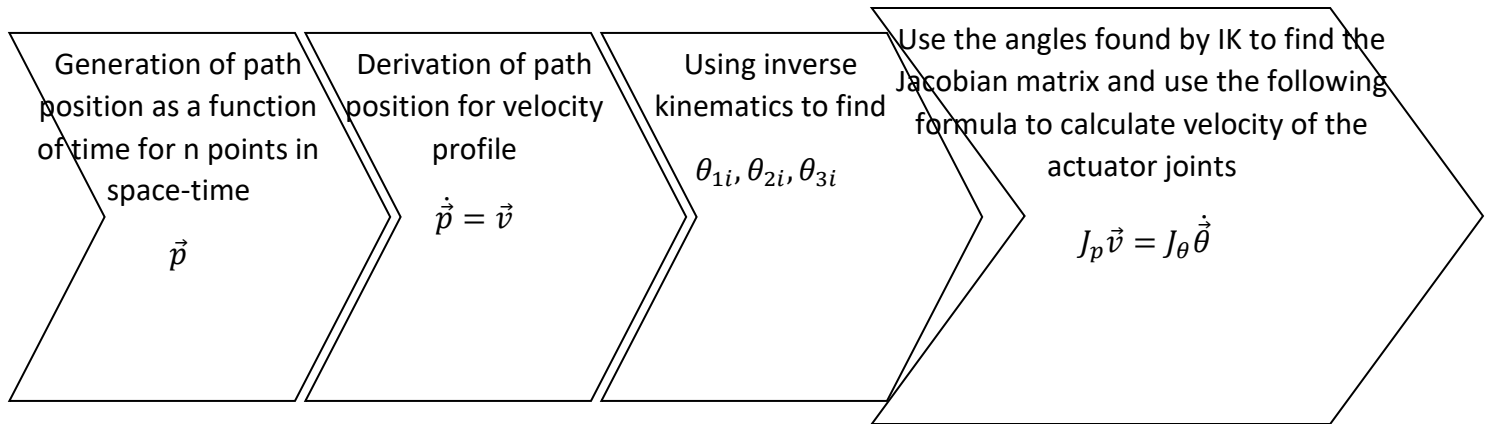 Generation of path
position as a function
of time for n points in
space-time
p⃗
Derivation of path
position for velocity
profile
ṗ⃗ = v⃗
Using inverse
kinematics to find
θ₁ᵢ, θ₂ᵢ, θ₃ᵢ
Use the angles found by IK to find the
Jacobian matrix and use the following
formula to calculate velocity of the
actuator joints
Jₚv⃗ = J_θ θ̇⃗